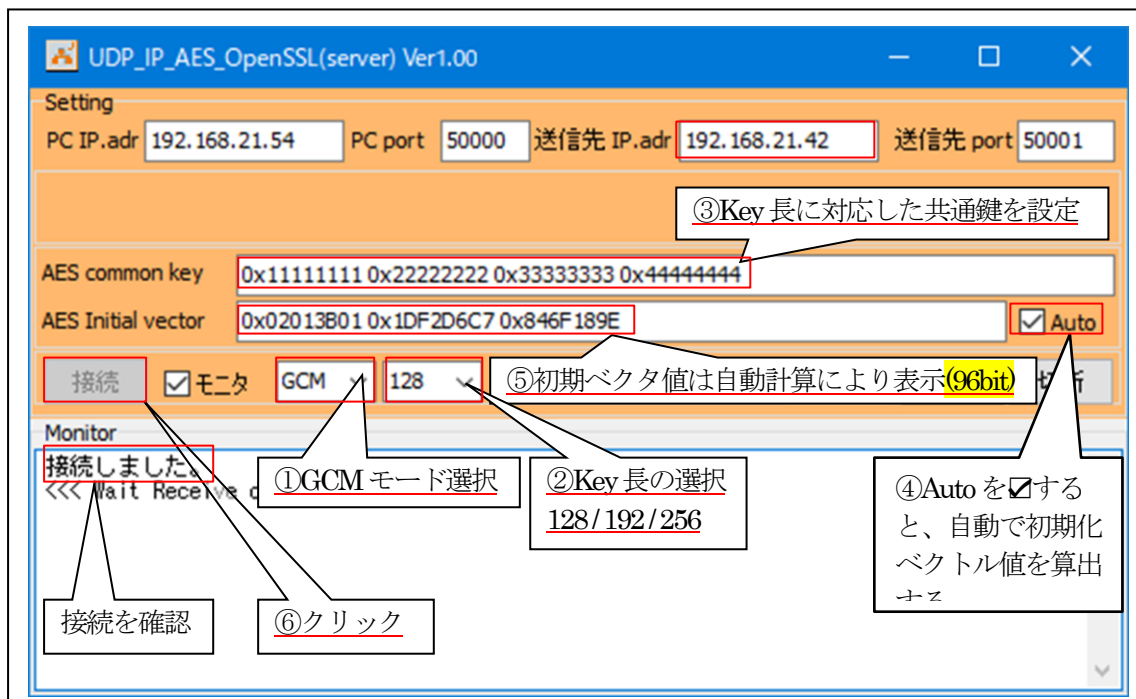 UDP_IP_AES_OpenSSL(server) Ver1.00
Setting
PC IP.adr 192.168.21.54 PC port 50000 送信先 IP.adr 192.168.21.42 送信先 port 50001
③Key 長に対応した共通鍵を設定
AES common key 0x11111111 0x22222222 0x33333333 0x44444444
AES Initial vector 0x02013B01 0x1DF2D6C7 0x846F189E ☑ Auto
接続 ☑ モニタ GCM 128 ⑤初期ベクタ値は自動計算により表示(96bit)
Monitor
接続しました。
<<< Wait Receive
①GCM モード選択
②Key 長の選択
128/192/256
④Auto を☑する
と、自動で初期化
ベクトル値を算出
する
接続を確認
⑥クリック